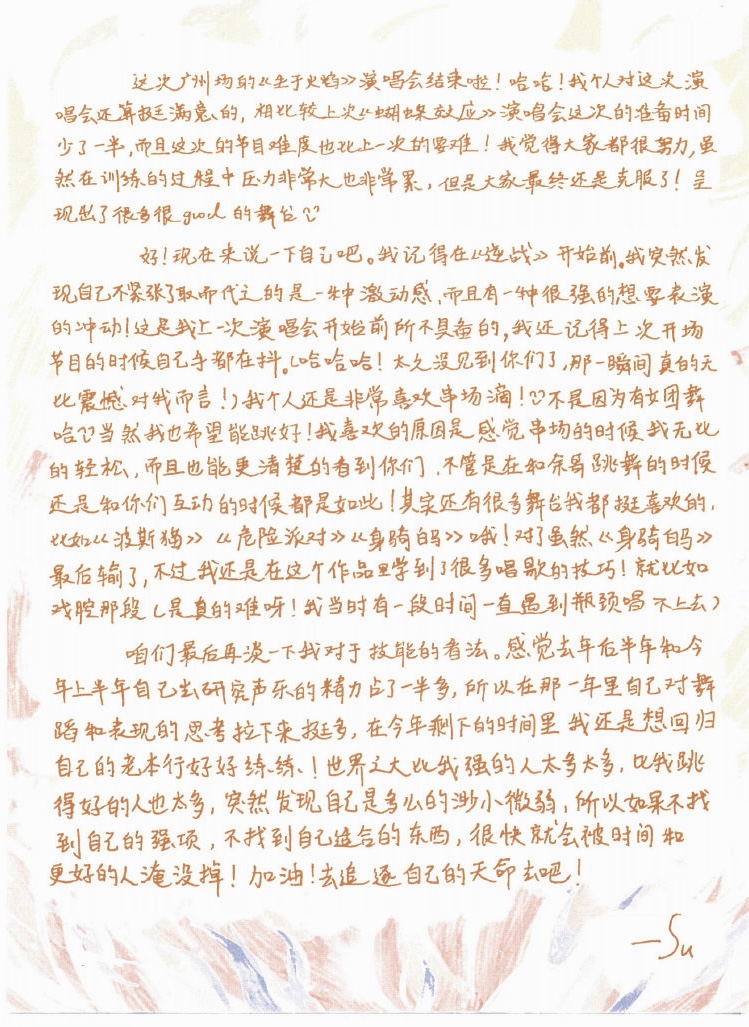 这次广州场的《生于火焰》演唱会结束啦！哈哈！我个人对这次演
唱会还算挺满意的，相比较上次《蝴蝶效应》演唱会这次的准备时间
少了一半，而且这次的节目难度也比上一次的要难！我觉得大家都很努力，虽
然在训练的过程中压力非常大也非常累，但是大家最终还是克服了！呈
现出了很多很good的舞台
好！现在来说一下自己吧。我记得在《逆战》开始前，我突然发
现自己不紧张了取而代之的是一种激动感，而且有一种很强的想要表演
的冲动！这是我上一次演唱会开始前所不具备的，我还记得上次开场
节目的时候自己手都在抖。（哈哈哈！太久没见到你们了，那一瞬间真的无
比震撼对我而言！）我个人还是非常喜欢串场滴！不是因为有女团舞
哈当然我也希望能跳好！我喜欢的原因是感觉串场的时候我无比
的轻松，而且也能更清楚的看到你们，不管是在和余勇跳舞的时候
还是和你们互动的时候都是如此！其实还有很多舞台我都挺喜欢的，
比如《波斯猫》《危险派对》《身骑白马》哦！对了虽然《身骑白马》
最后输了，不过我还是在这个作品里学到了很多唱歌的技巧！就比如
戏腔那段（是真的难呀！我当时有一段时间一直遇到瓶颈唱不上去）
咱们最后再谈一下我对于技能的看法。感觉去年后半年和今
年上半年自己去研究声乐的精力占了一半多，所以在那一年里自己对舞
蹈和表现的思考拉下来挺多，在今年剩下的时间里我还是想回归
自己的老本行好好练练！世界之大比我强的人太多太多，比我跳
得好的人也太多，突然发现自己是多么的渺小微弱，所以如果不找
到自己的强项，不找到自己适合的东西，很快就会被时间和
更好的人淹没掉！加油！去追逐自己的天命去吧！
—Su